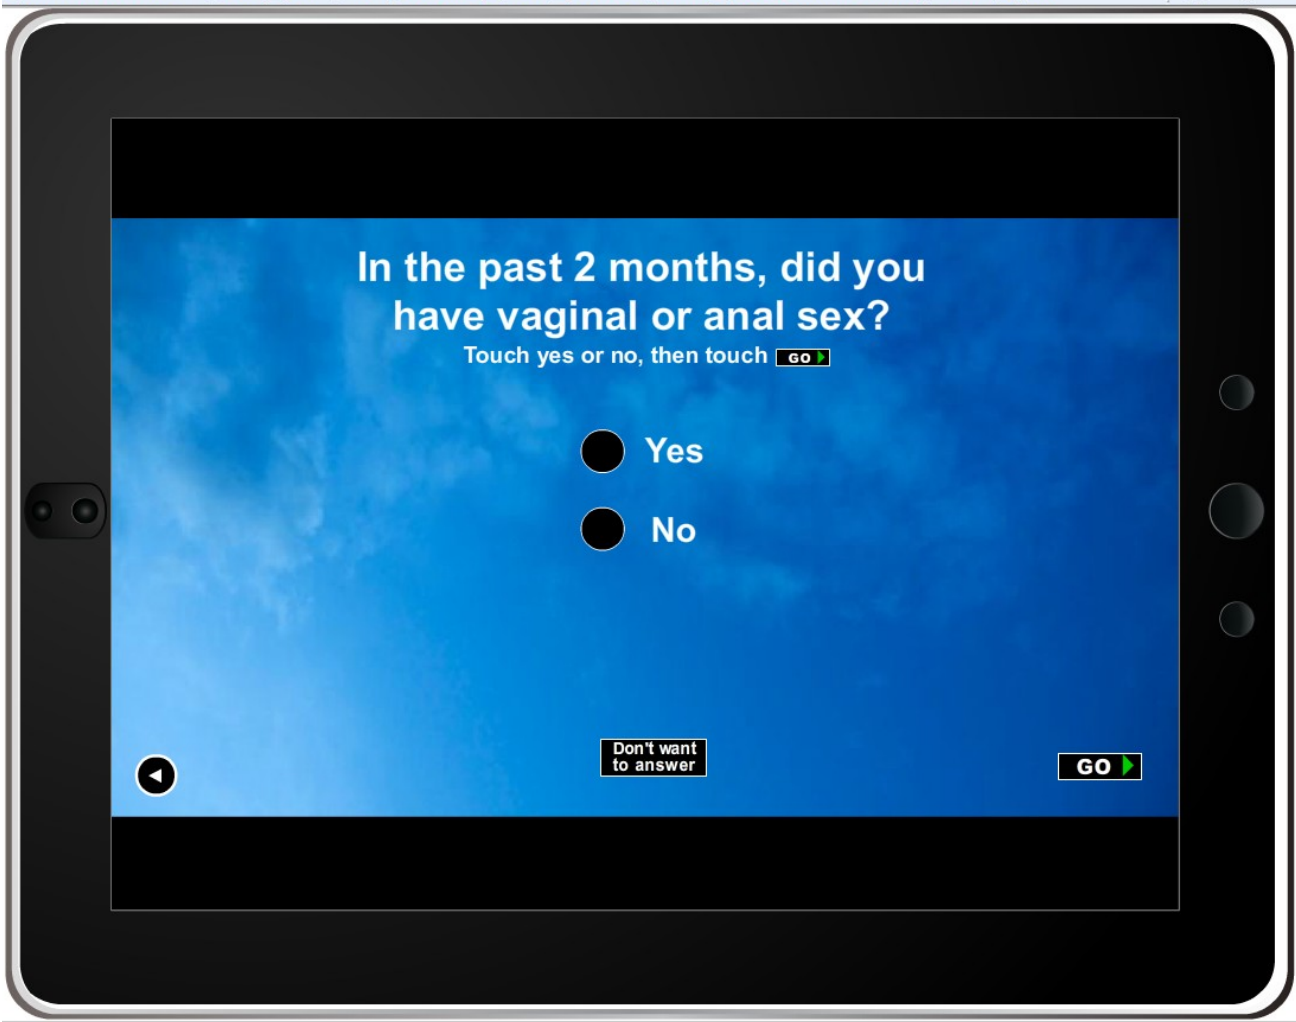 In the past 2 months, did you
have vaginal or anal sex?
Touch yes or no, then touch GO
Yes
No
Don't want
to answer
GO